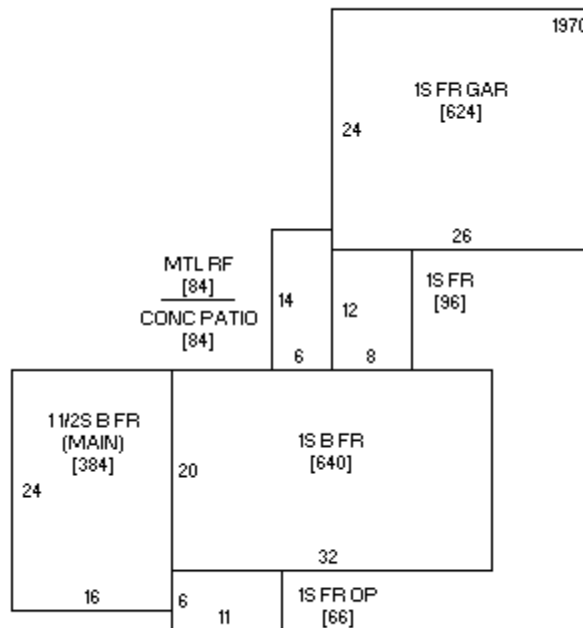 1970
1S FR GAR
[624]
24
26
MTL RF
[84]
CONC PATIO
[84]
14
6
12
8
1S FR
[96]
1 1/2S B FR
(MAIN)
[384]
24
16
1S B FR
[640]
20
32
6
11
1S FR OP
[66]